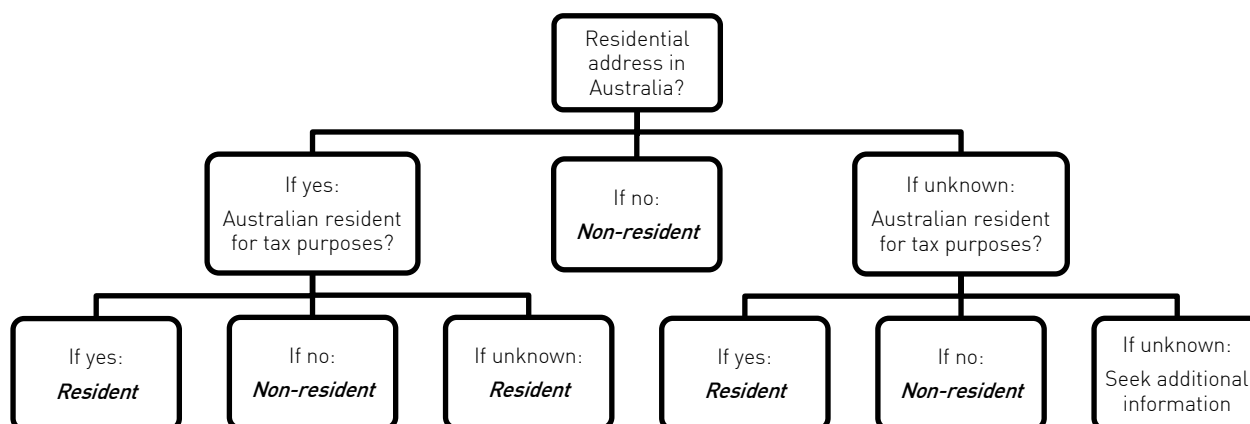 Residential
address in
Australia?
If yes:
Australian resident
for tax purposes?
If no:
Non-resident
If unknown:
Australian resident
for tax purposes?
If yes:
Resident
If no:
Non-resident
If unknown:
Resident
If yes:
Resident
If no:
Non-resident
If unknown:
Seek additional
information